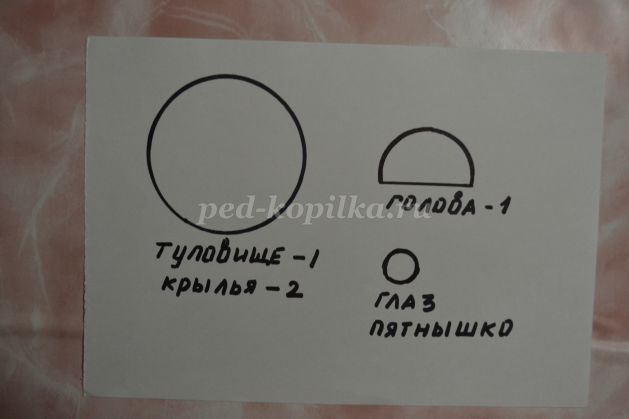 ped-kopilka.ru
туловище-1
крылья-2
голова-1
глаз
пятнышко